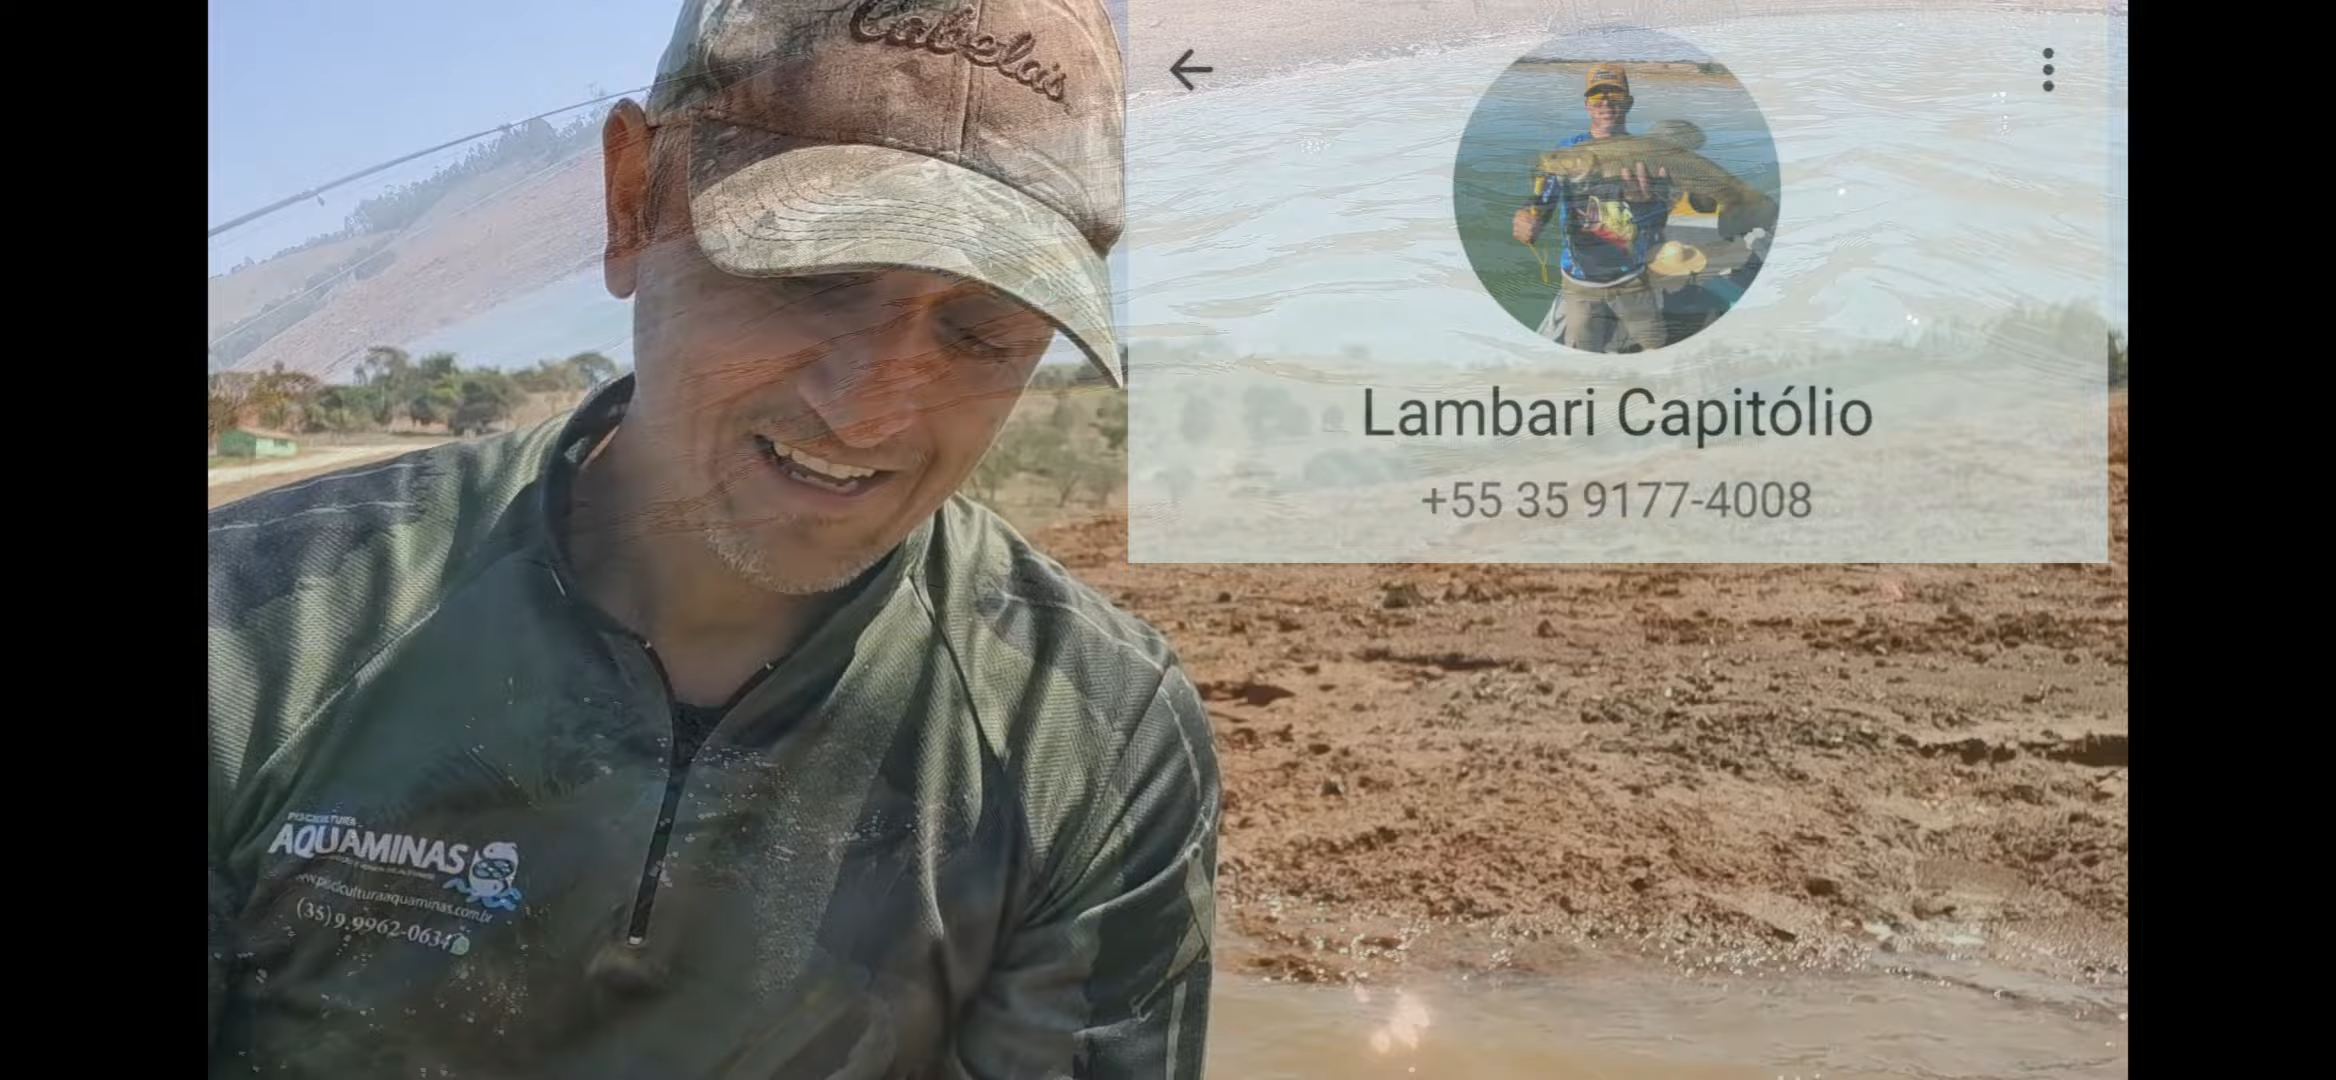 Cabela's
Lambari Capitólio
+55 35 9177-4008
PISCICULTURA
AQUAMINAS
www.pisciculturaaquaminas.com.br
(35) 9.9962-0634